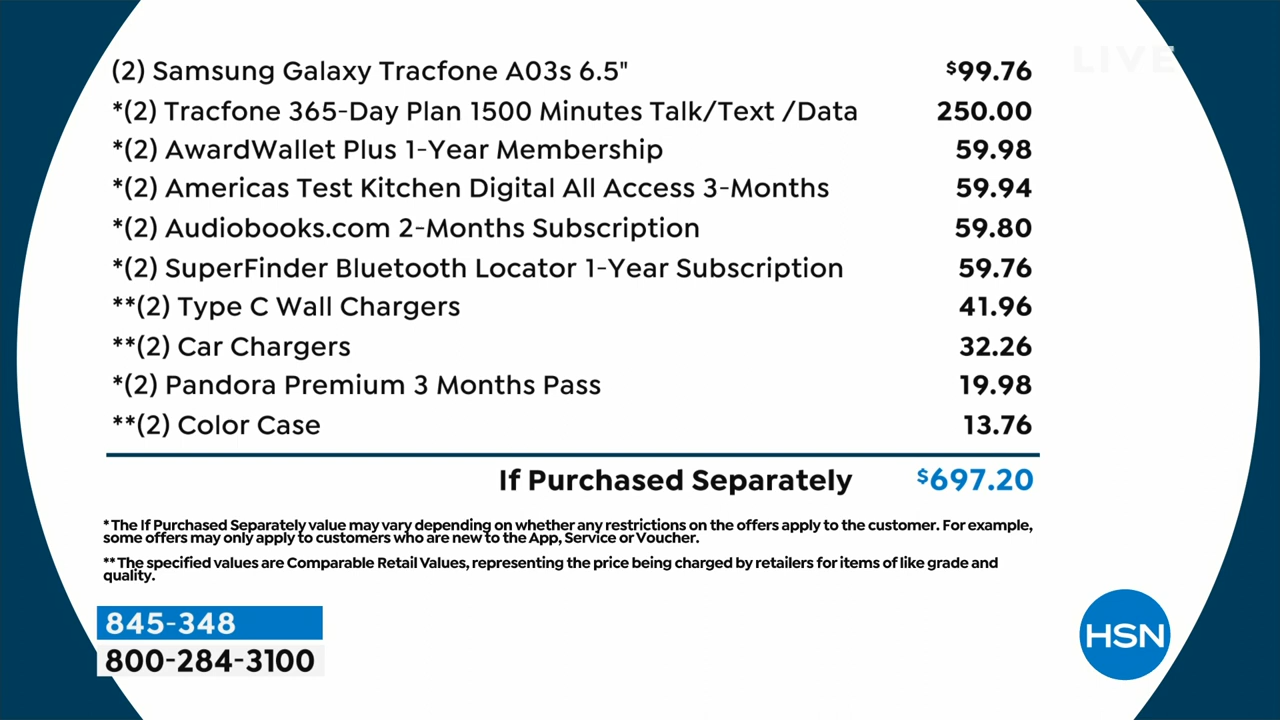 LIVE
(2) Samsung Galaxy Tracfone A03s 6.5" $99.76
*(2) Tracfone 365-Day Plan 1500 Minutes Talk/Text /Data 250.00
*(2) AwardWallet Plus 1-Year Membership 59.98
*(2) Americas Test Kitchen Digital All Access 3-Months 59.94
*(2) Audiobooks.com 2-Months Subscription 59.80
*(2) SuperFinder Bluetooth Locator 1-Year Subscription 59.76
**(2) Type C Wall Chargers 41.96
**(2) Car Chargers 32.26
*(2) Pandora Premium 3 Months Pass 19.98
**(2) Color Case 13.76
If Purchased Separately $697.20
* The If Purchased Separately value may vary depending on whether any restrictions on the offers apply to the customer. For example,
some offers may only apply to customers who are new to the App, Service or Voucher.
** The specified values are Comparable Retail Values, representing the price being charged by retailers for items of like grade and
quality.
845-348
800-284-3100
HSN